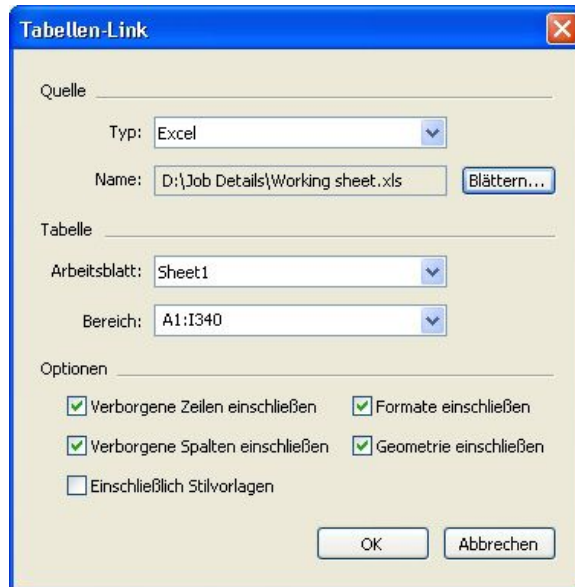 Tabellen-Link
Quelle
Typ: Excel
Name: D:\Job Details\Working sheet.xls Blättern...
Tabelle
Arbeitsblatt: Sheet1
Bereich: A1:I340
Optionen
Verborgene Zeilen einschließen Formate einschließen
Verborgene Spalten einschließen Geometrie einschließen
Einschließlich Stilvorlagen
OK Abbrechen